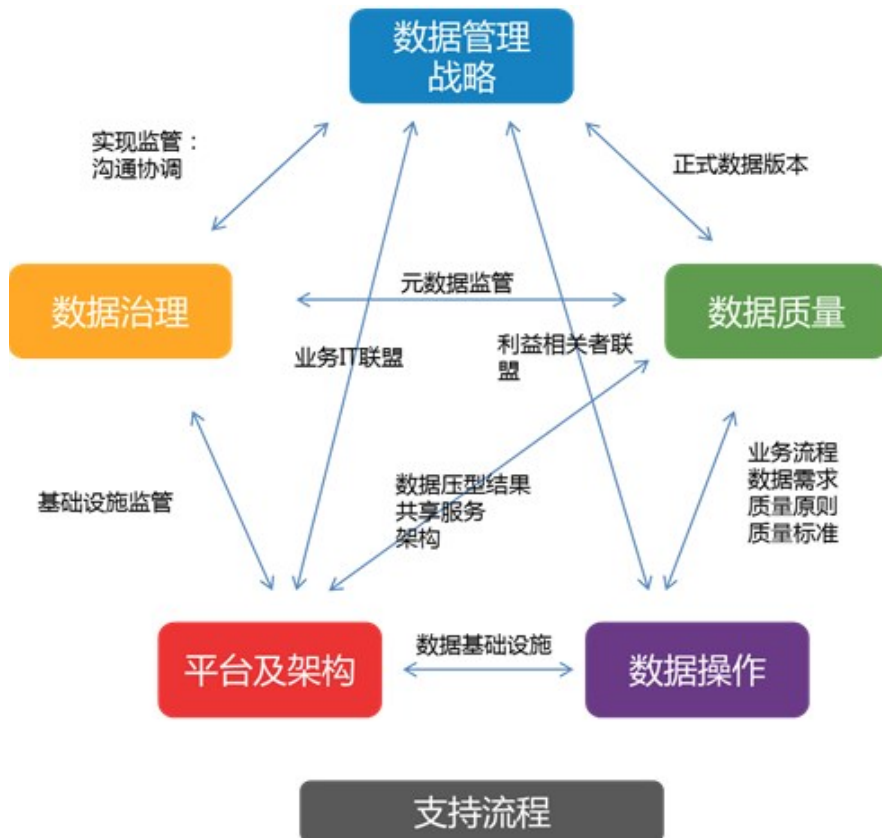 数据管理
战略
实现监管：
沟通协调
正式数据版本
数据治理
元数据监管
数据质量
业务IT联盟
利益相关者联
盟
基础设施监管
数据压型结果
共享服务
架构
业务流程
数据需求
质量原则
质量标准
平台及架构
数据基础设施
数据操作
支持流程